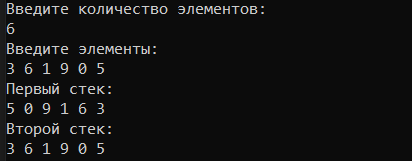 Введите количество элементов:
6
Введите элементы:
3 6 1 9 0 5
Первый стек:
5 0 9 1 6 3
Второй стек:
3 6 1 9 0 5